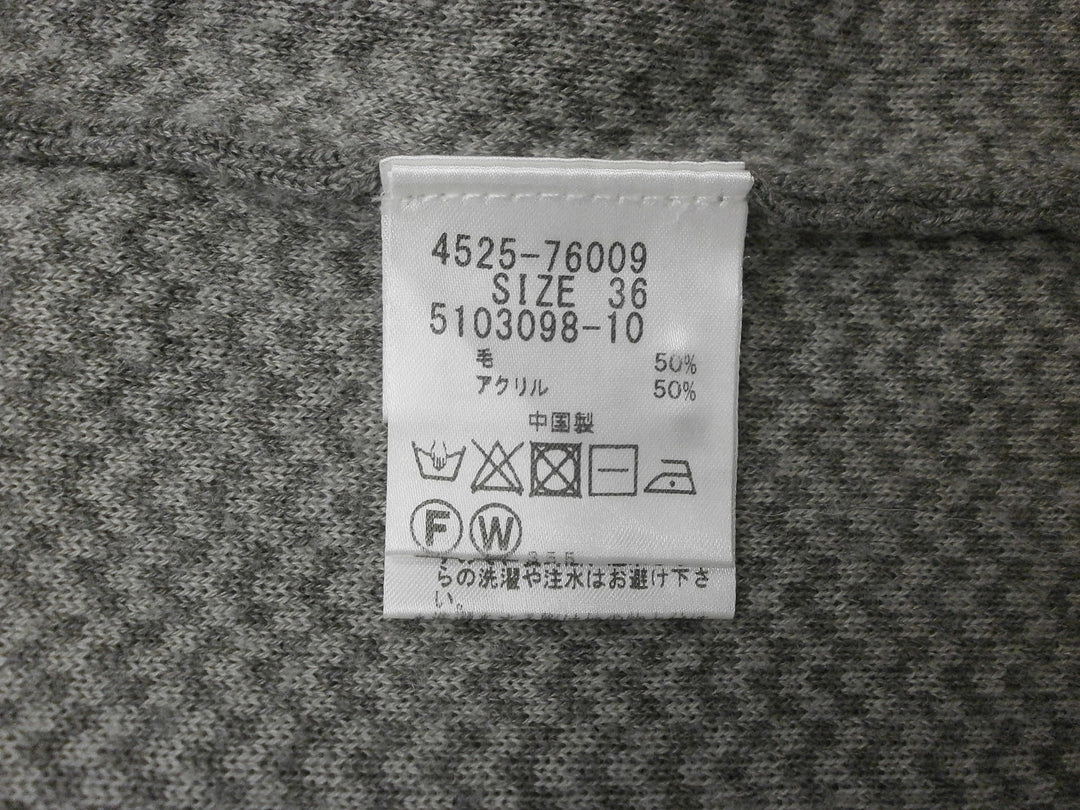 4525-76009
SIZE 36
5103098-10
毛 50%
アクリル 50%
中国製
F W
らの洗濯や注水はお避け下さ
い。